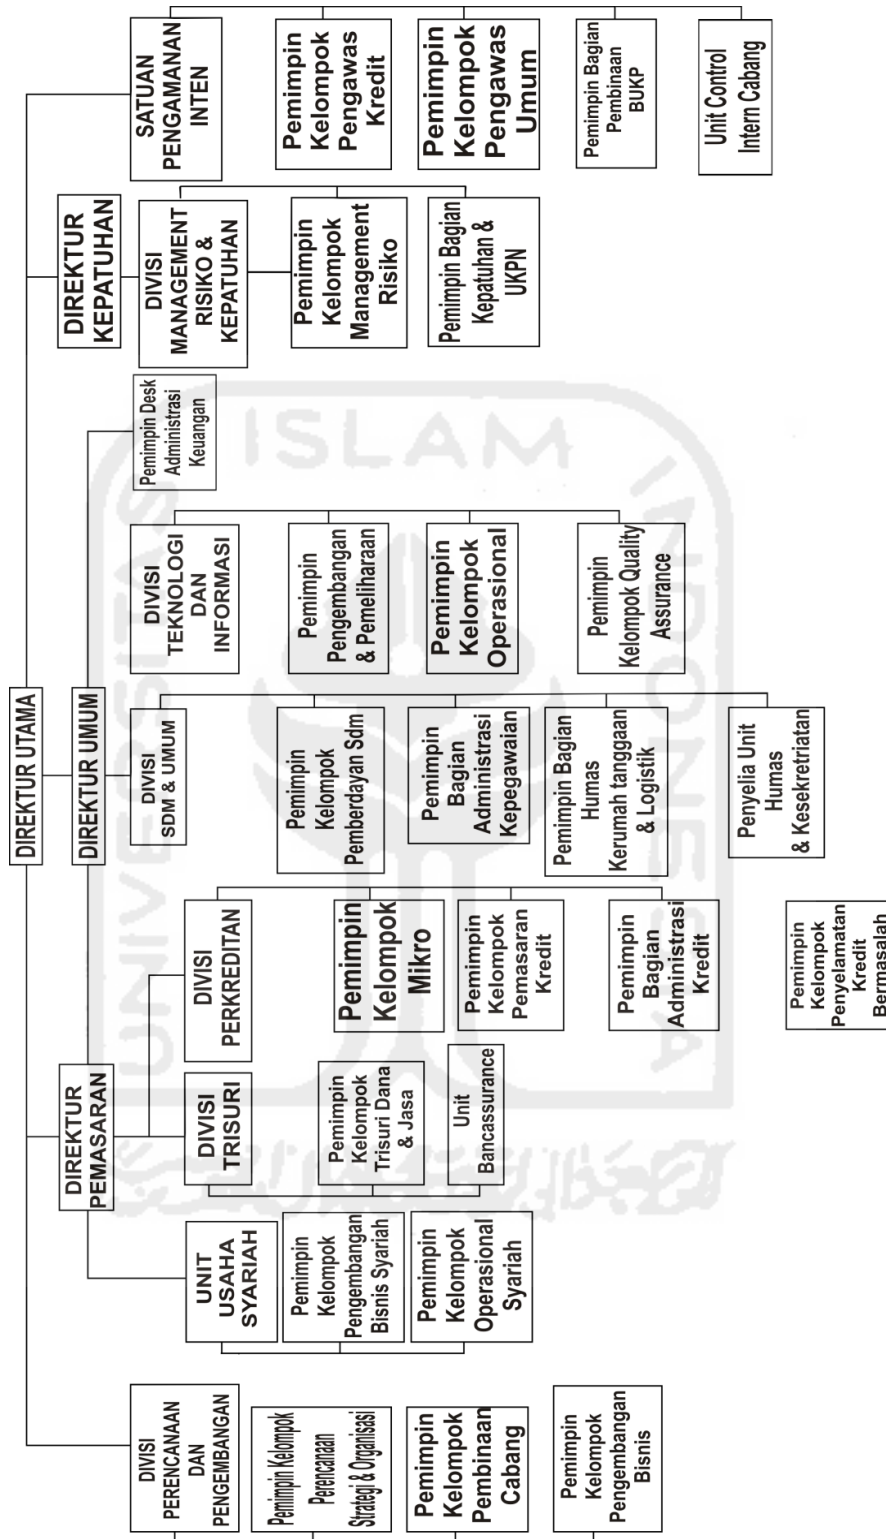 DIREKTUR UTAMA
DIREKTUR
PEMASARAN
DIREKTUR UMUM
DIREKTUR
KEPATUHAN
DIVISI
PERENCANAAN
DAN
PENGEMBANGAN
Pemimpin Kelompok
Perencanaan
Strategi & Organisasi
Pemimpin
Kelompok
Pembinaan
Cabang
Pemimpin
Kelompok
Pengembangan
Bisnis
UNIT
USAHA
SYARIAH
Pemimpin
Kelompok
Pengembangan
Bisnis Syariah
Pemimpin
Kelompok
Operasional
Syariah
DIVISI
TRISURI
Pemimpin
Kelompok
Trisuri Dana
& Jasa
Unit
Bancassurance
DIVISI
PERKREDITAN
Pemimpin
Kelompok
Mikro
Pemimpin
Kelompok
Pemasaran
Kredit
Pemimpin
Bagian
Administrasi
Kredit
Pemimpin
Kelompok
Penyelamatan
Kredit
Bermasalah
DIVISI
SDM & UMUM
Pemimpin
Kelompok
Pemberdayan Sdm
Pemimpin
Bagian
Administrasi
Kepegawaian
Pemimpin Bagian
Humas
Kerumah tanggaan
& Logistik
Penyelia Unit
Humas
& Kesekretriatan
DIVISI
TEKNOLOGI
DAN
INFORMASI
Pemimpin
Pengembangan
& Pemeliharaan
Pemimpin
Kelompok
Operasional
Pemimpin
Kelompok Quality
Assurance
Pemimpin Desk
Administrasi
Keuangan
DIVISI
MANAGEMENT
RISIKO &
KEPATUHAN
Pemimpin
Kelompok
Management
Risiko
Pemimpin Bagian
Kepatuhan &
UKPN
SATUAN
PENGAMANAN
INTEN
Pemimpin
Kelompok
Pengawas
Kredit
Pemimpin
Kelompok
Pengawas
Umum
Pemimpin Bagian
Pembinaan
BUKP
Unit Control
Intern Cabang
UNIVERSITAS
ISLAM
INDONESIA